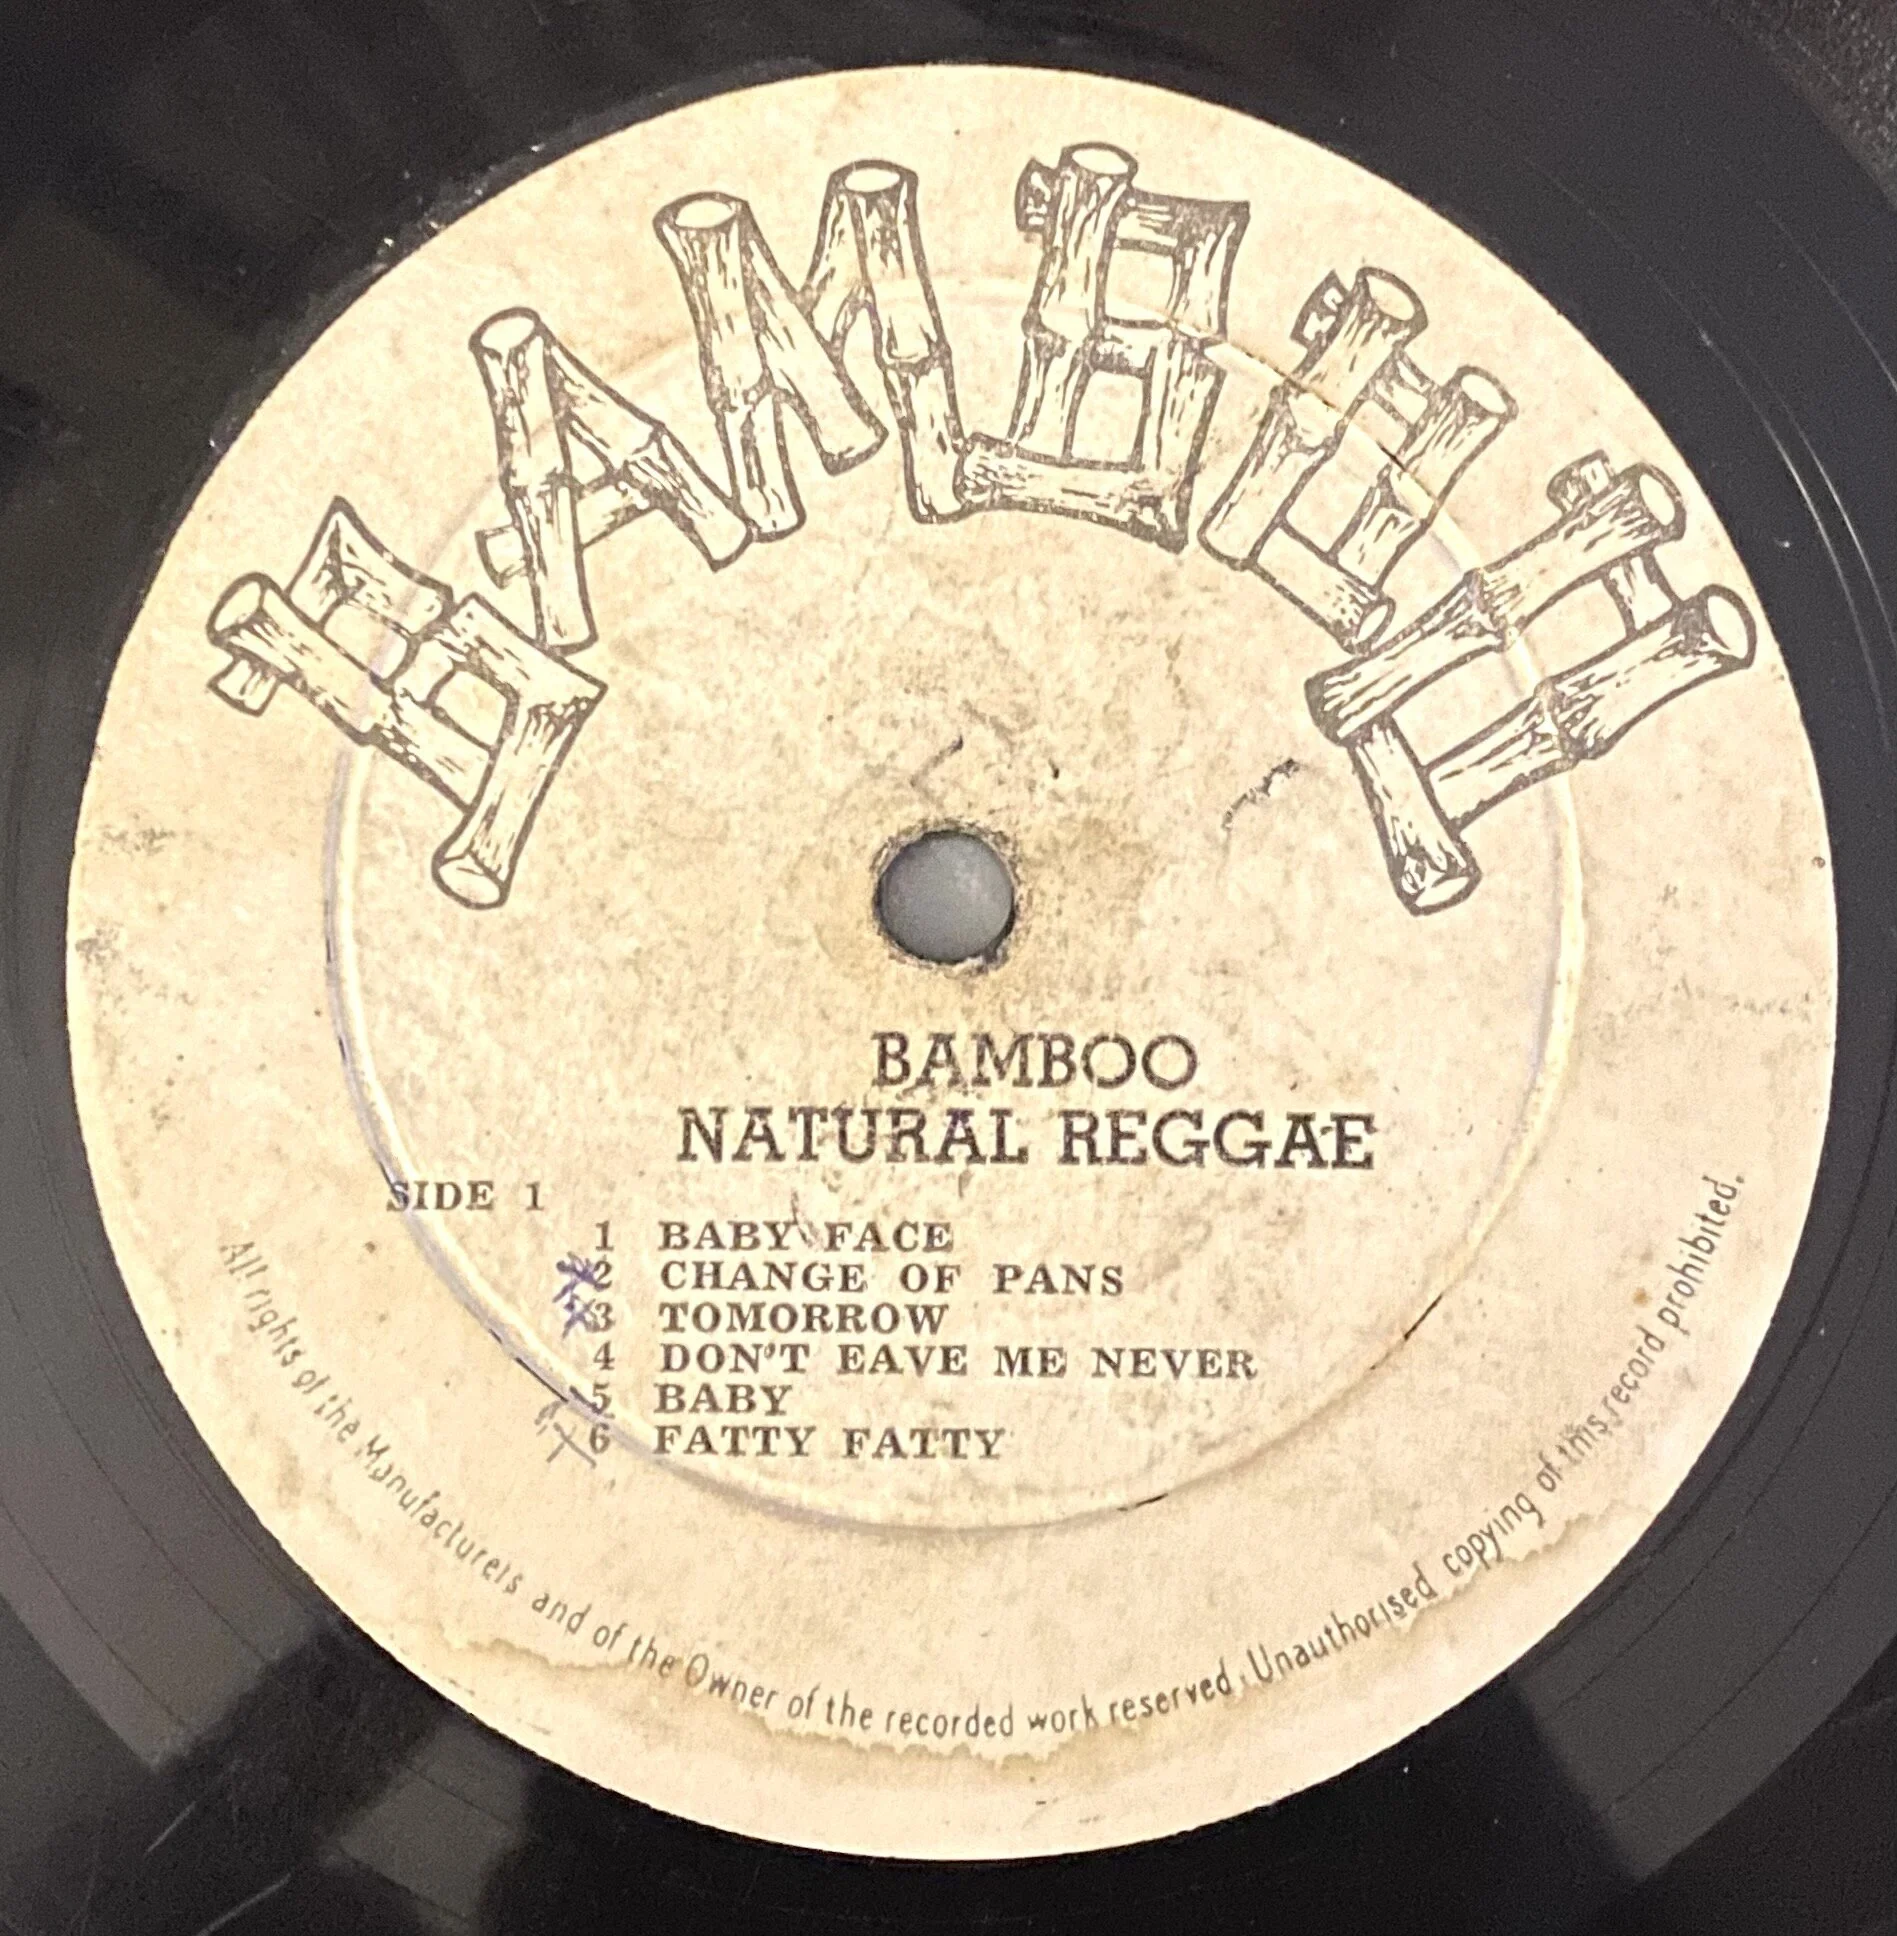 BAMBOO
BAMBOO
NATURAL REGGAE
SIDE 1
1 BABY FACE
2 CHANGE OF PANS
3 TOMORROW
4 DON'T EAVE ME NEVER
5 BABY
6 FATTY FATTY
All rights of the Manufacturers and of the Owner of the recorded work reserved. Unauthorised copying of this record prohibited.